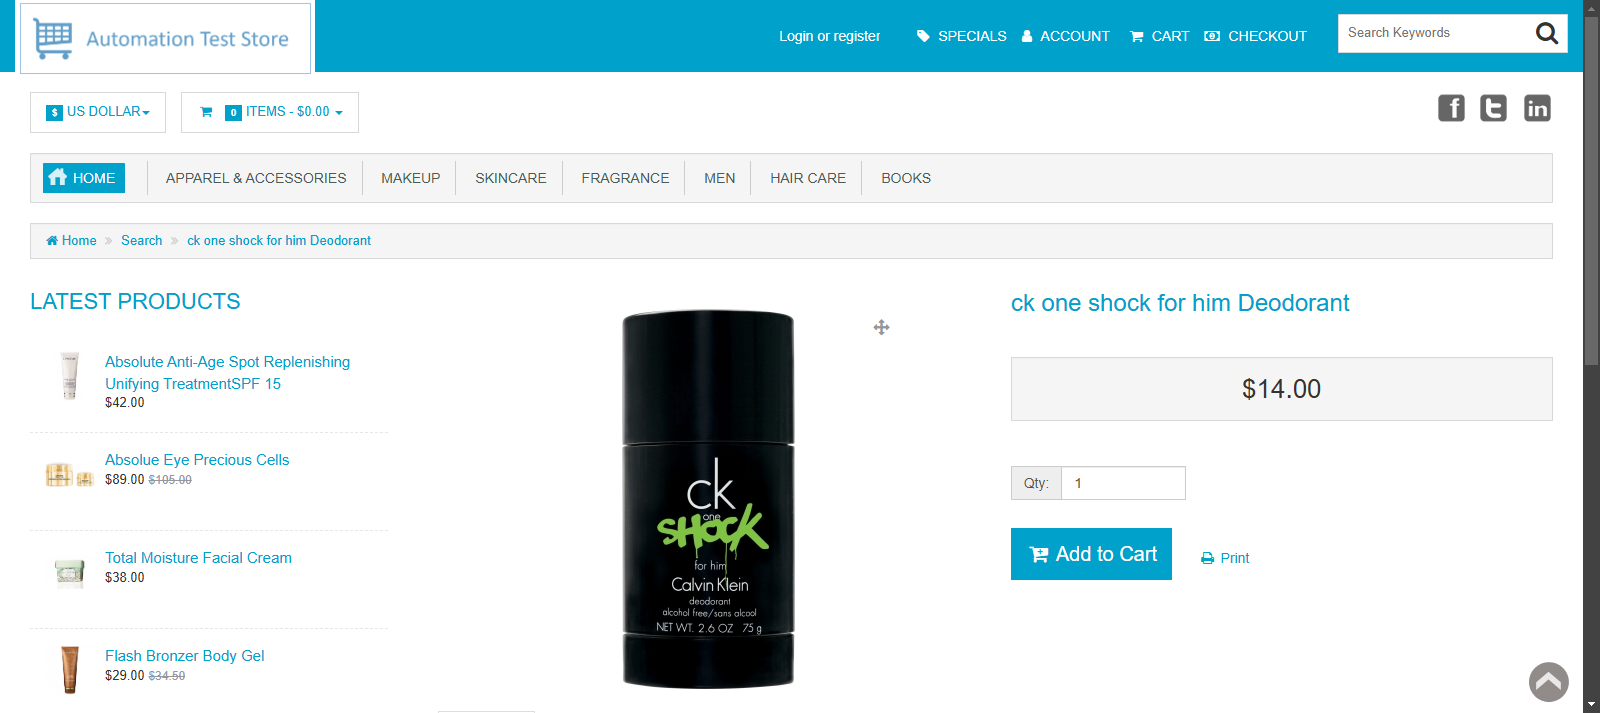 Automation Test Store
Login or register
SPECIALS
ACCOUNT
CART
CHECKOUT
Search Keywords
$ US DOLLAR
0 ITEMS - $0.00
f t in
HOME
APPAREL & ACCESSORIES
MAKEUP
SKINCARE
FRAGRANCE
MEN
HAIR CARE
BOOKS
Home » Search » ck one shock for him Deodorant
LATEST PRODUCTS
Absolute Anti-Age Spot Replenishing
Unifying TreatmentSPF 15
$42.00
Absolue Eye Precious Cells
$89.00 $105.00
Total Moisture Facial Cream
$38.00
Flash Bronzer Body Gel
$29.00 $34.50
ck
one
SHOCK
for him
Calvin Klein
deodorant
alcohol free/sans alcool
NET WT. 2.6 OZ 75 g
ck one shock for him Deodorant
$14.00
Qty: 1
Add to Cart
Print